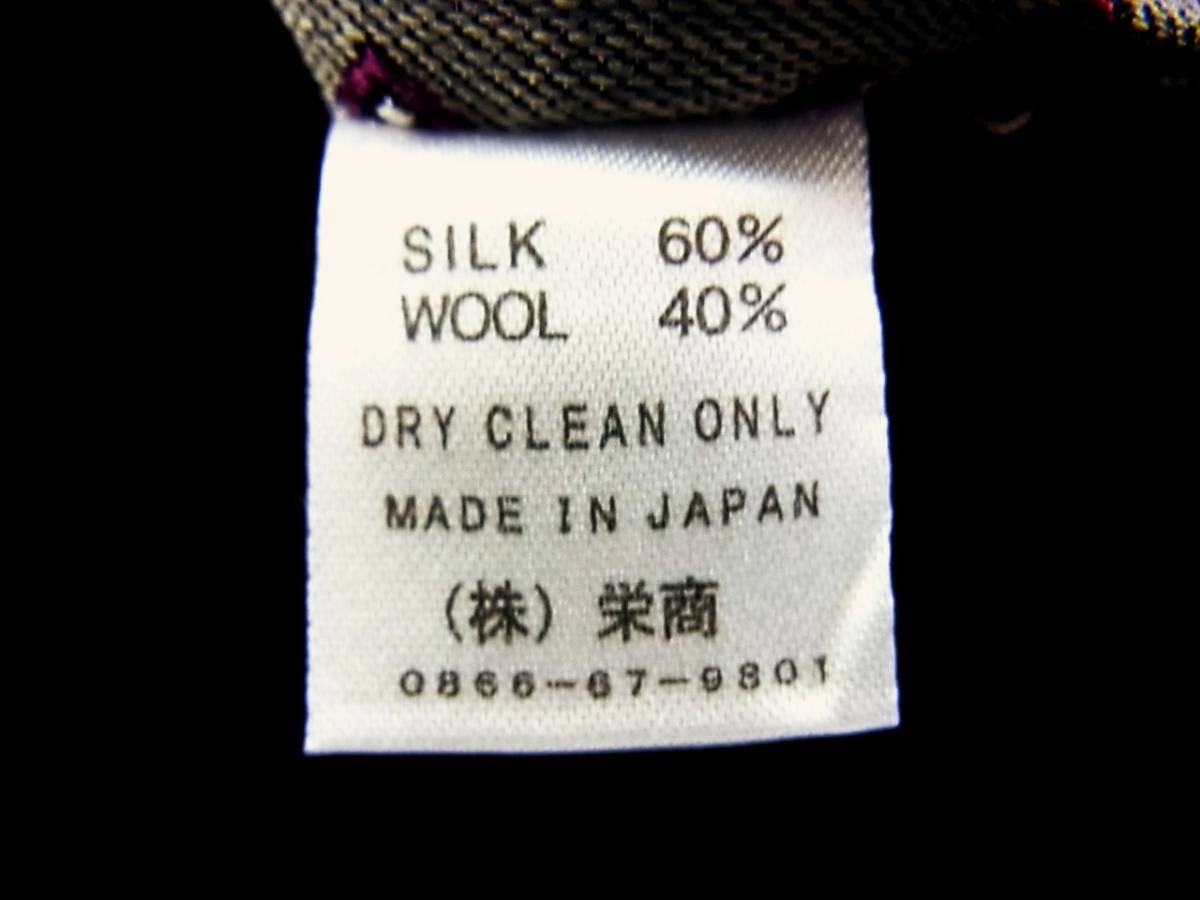 SILK 60%
WOOL 40%
DRY CLEAN ONLY
MADE IN JAPAN
（株）栄商
0866-67-9801